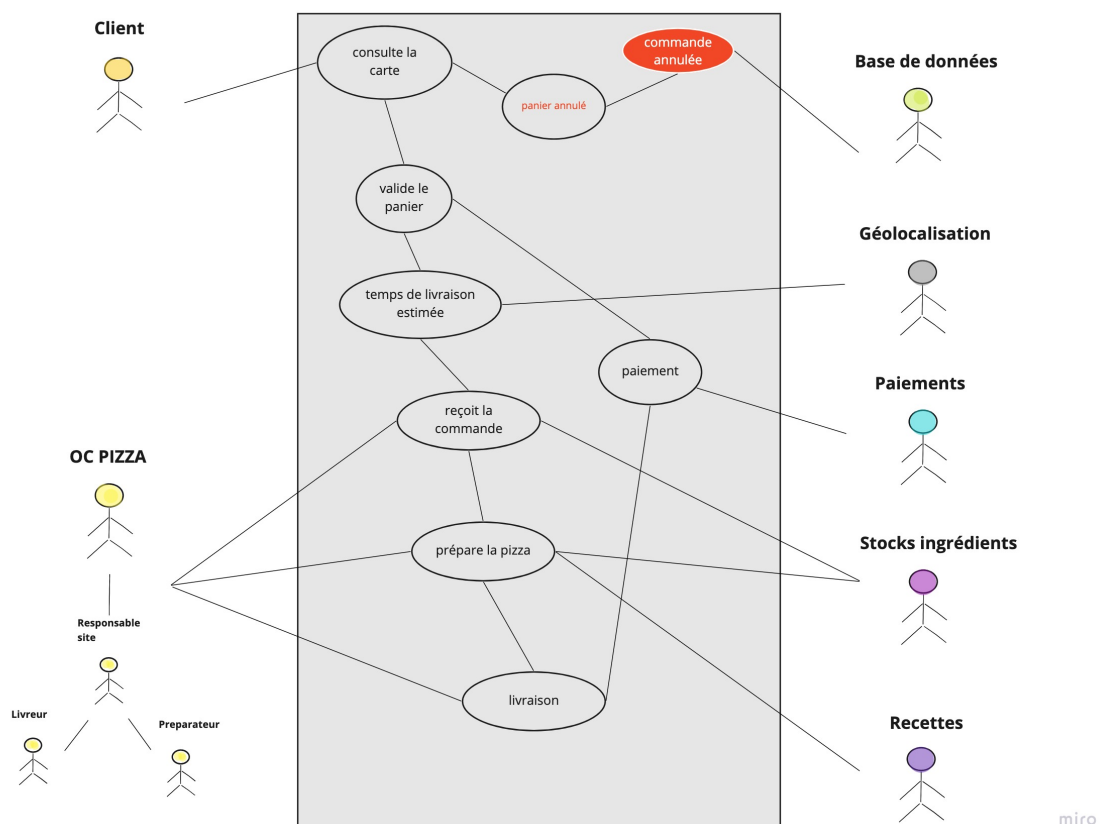 Client
consulte la
carte
commande
annulée
Base de données
panier annulé
valide le
panier
Géolocalisation
temps de livraison
estimée
paiement
Paiements
reçoit la
commande
OC PIZZA
prépare la pizza
Stocks ingrédients
Responsable
site
livraison
Livreur
Preparateur
Recettes
miro